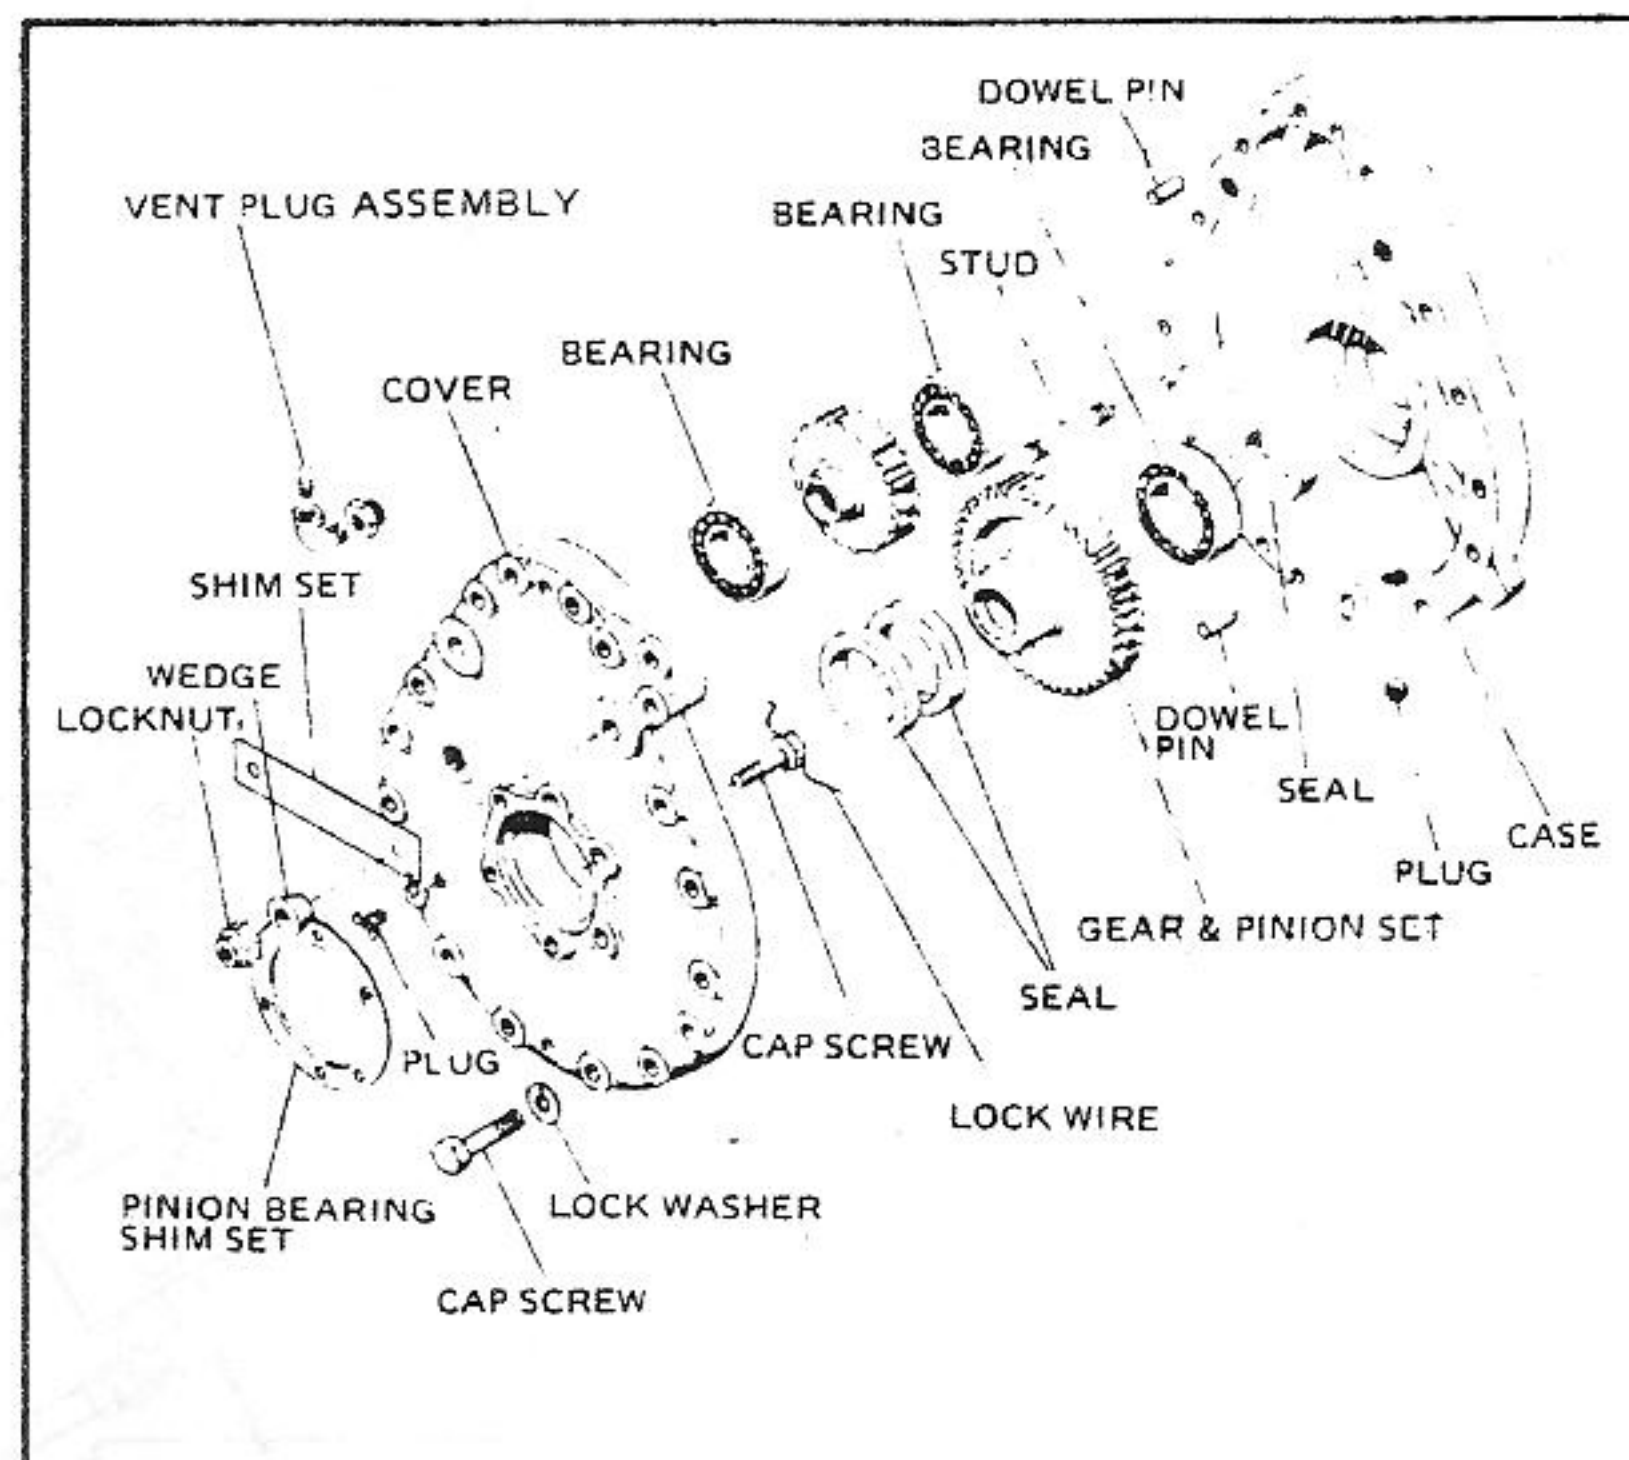 DOWEL PIN
BEARING
VENT PLUG ASSEMBLY
BEARING
STUD
BEARING
COVER
SHIM SET
WEDGE
LOCKNUT
DOWEL
PIN
SEAL
CASE
PLUG
GEAR & PINION SET
SEAL
CAP SCREW
PLUG
LOCK WIRE
PINION BEARING
SHIM SET
LOCK WASHER
CAP SCREW